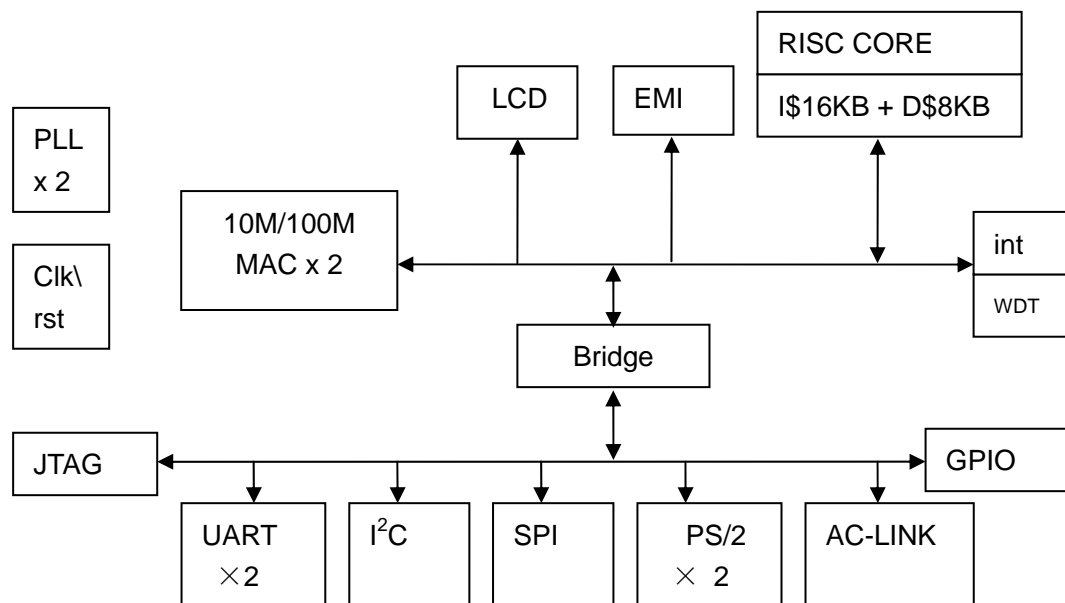 RISC CORE
I$16KB + D$8KB
LCD
EMI
PLL
x 2
10M/100M
MAC x 2
Clk\
rst
int
WDT
Bridge
JTAG
GPIO
UART
×2
I²C
SPI
PS/2
× 2
AC-LINK